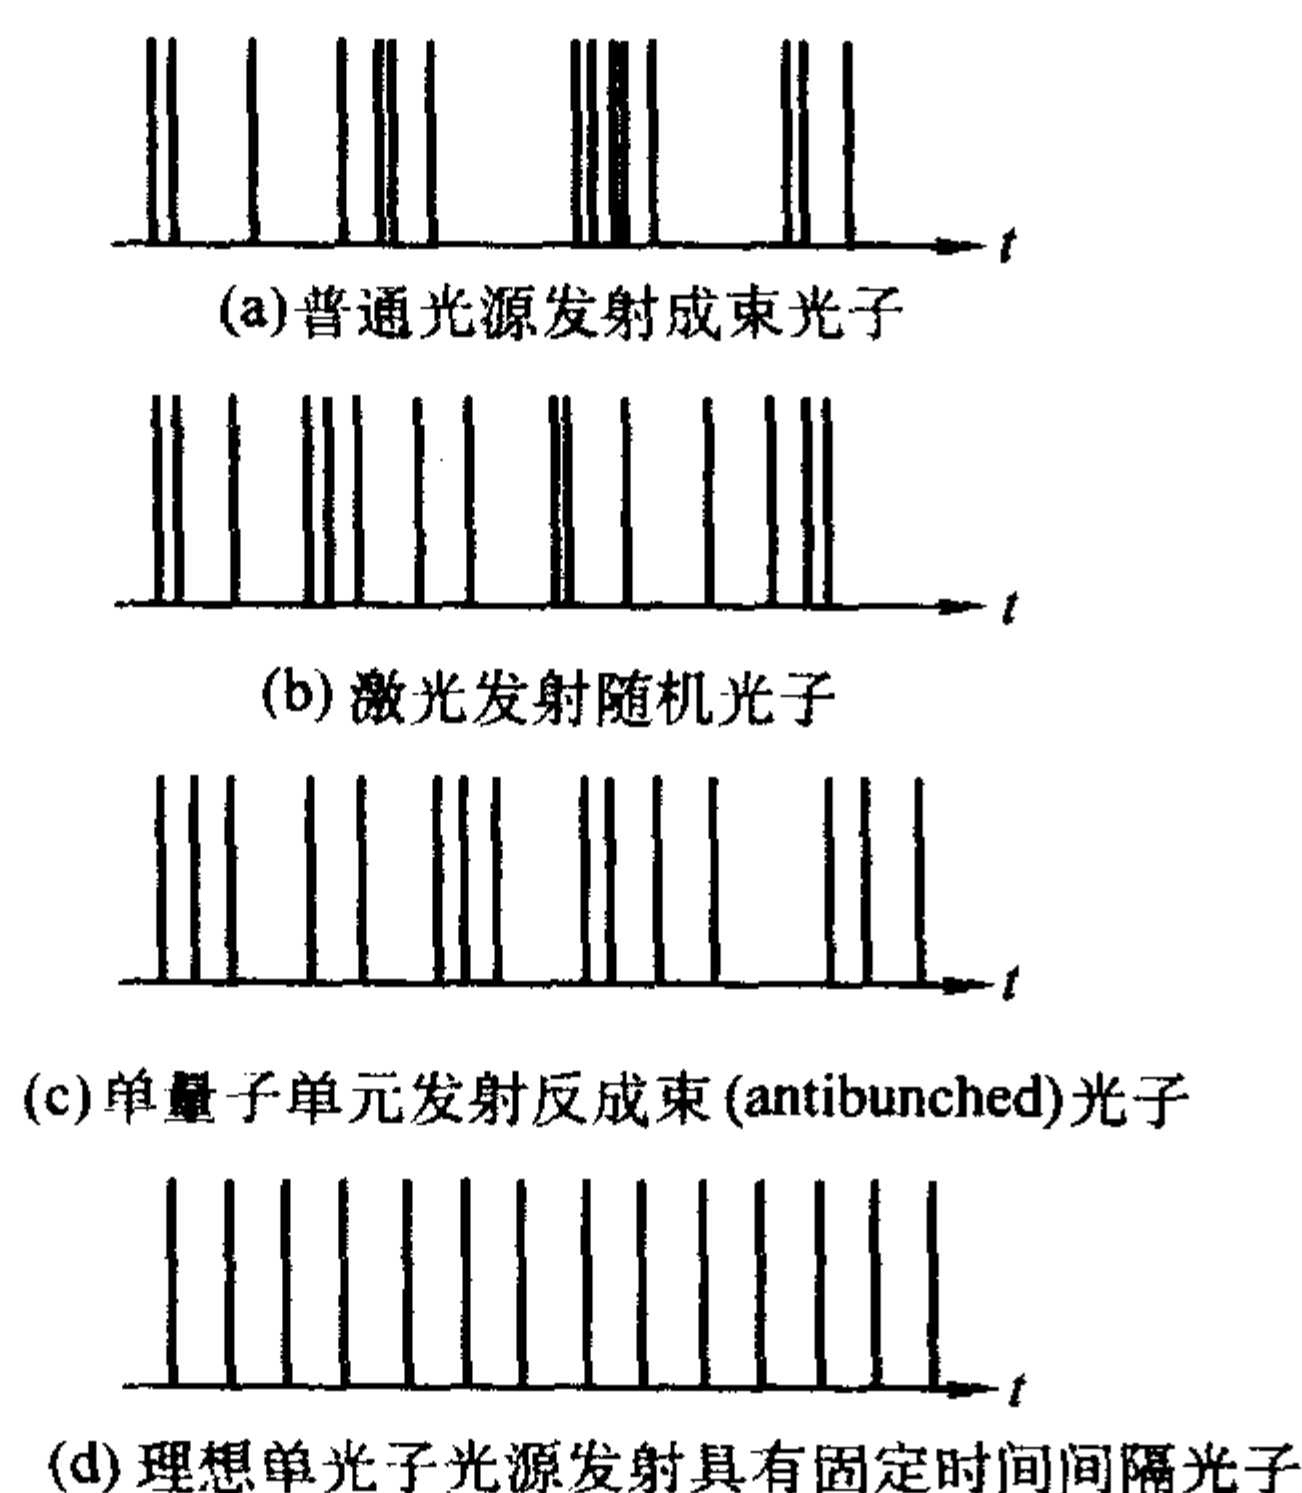 t
(a)普通光源发射成束光子
t
(b)激光发射随机光子
t
(c)单量子单元发射反成束(antibunched)光子
t
(d)理想单光子光源发射具有固定时间间隔光子